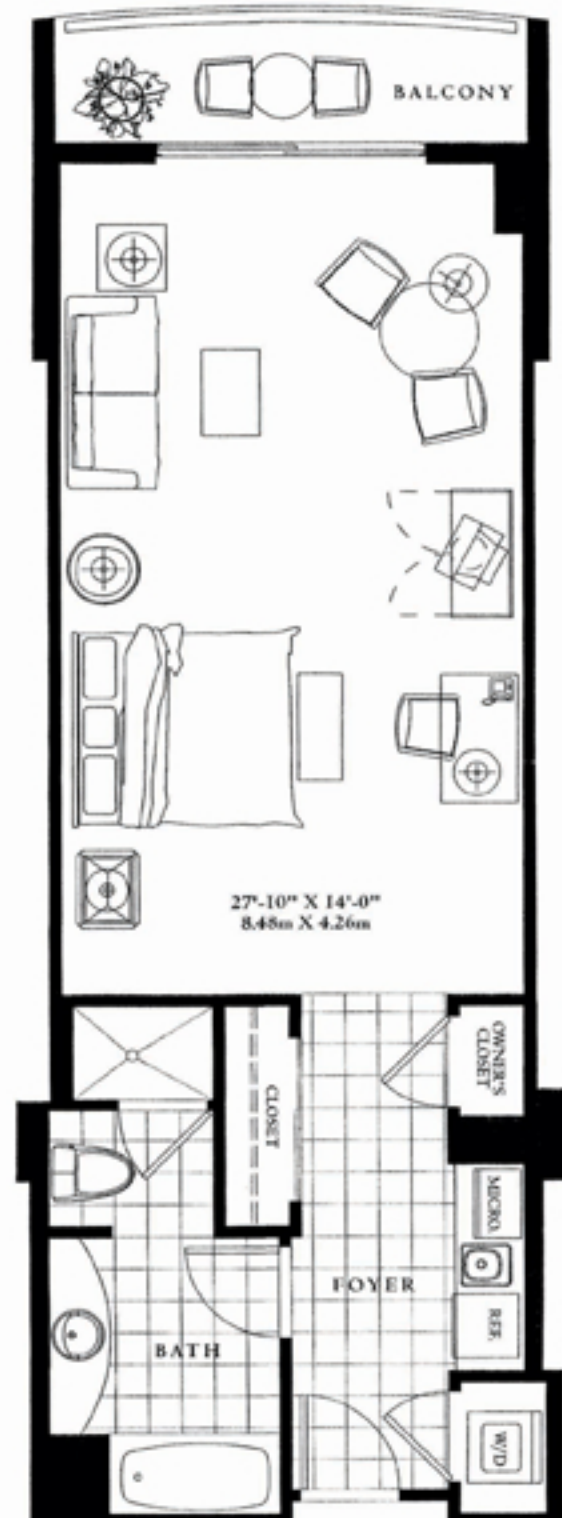 BALCONY
27'-10" X 14'-0"
8.48m X 4.26m
OWNER'S
CLOSET
CLOSET
MICRO.
FOYER
REF.
BATH
W/D